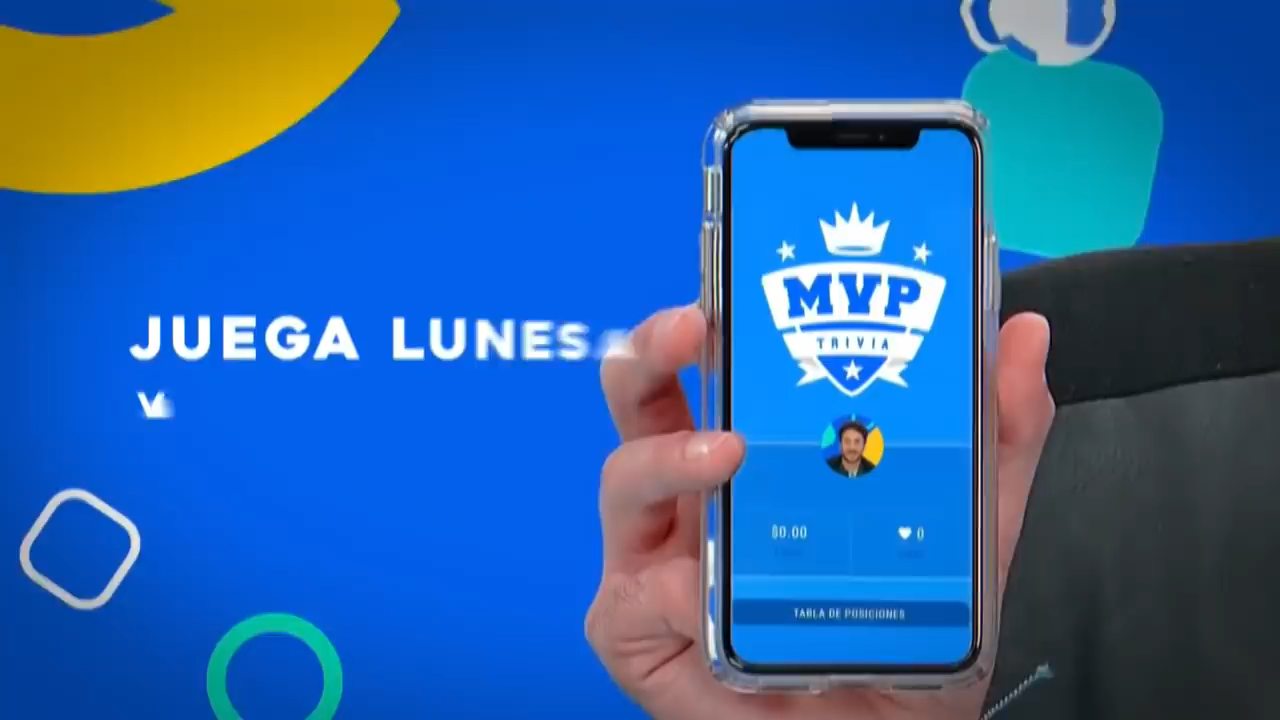 JUEGA LUNES
MVP
TRIVIA
$0.00
0
TABLA DE POSICIONES